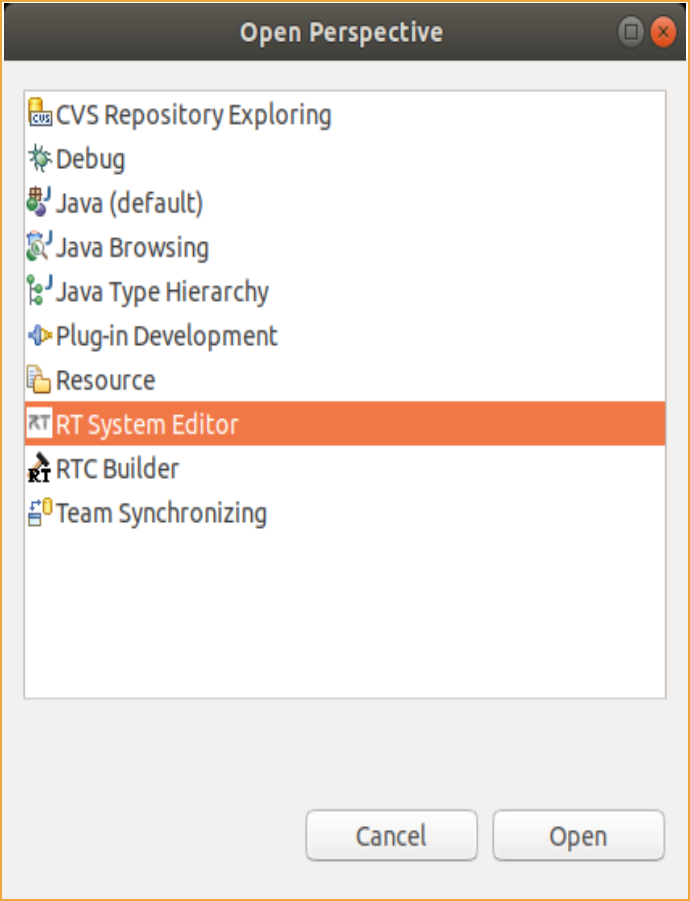 Open Perspective
CVS Repository Exploring
Debug
Java (default)
Java Browsing
Java Type Hierarchy
Plug-in Development
Resource
RT System Editor
RTC Builder
Team Synchronizing
Cancel Open